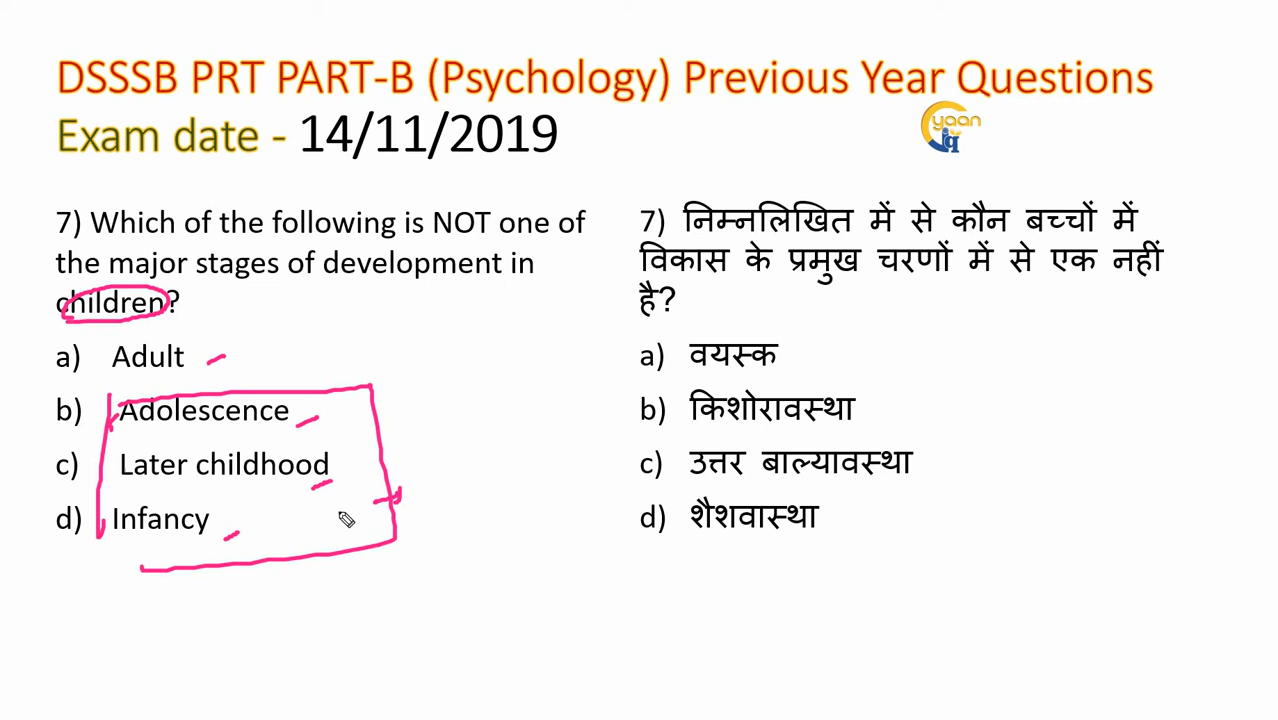 DSSSB PRT PART-B (Psychology) Previous Year Questions
Exam date - 14/11/2019
yaan
iq
7) Which of the following is NOT one of
the major stages of development in
children?
a) Adult
b) Adolescence
c) Later childhood
d) Infancy
7) निम्नलिखित में से कौन बच्चों में
विकास के प्रमुख चरणों में से एक नहीं
है?
a) वयस्क
b) किशोरावस्था
c) उत्तर बाल्यावस्था
d) शैशवास्था